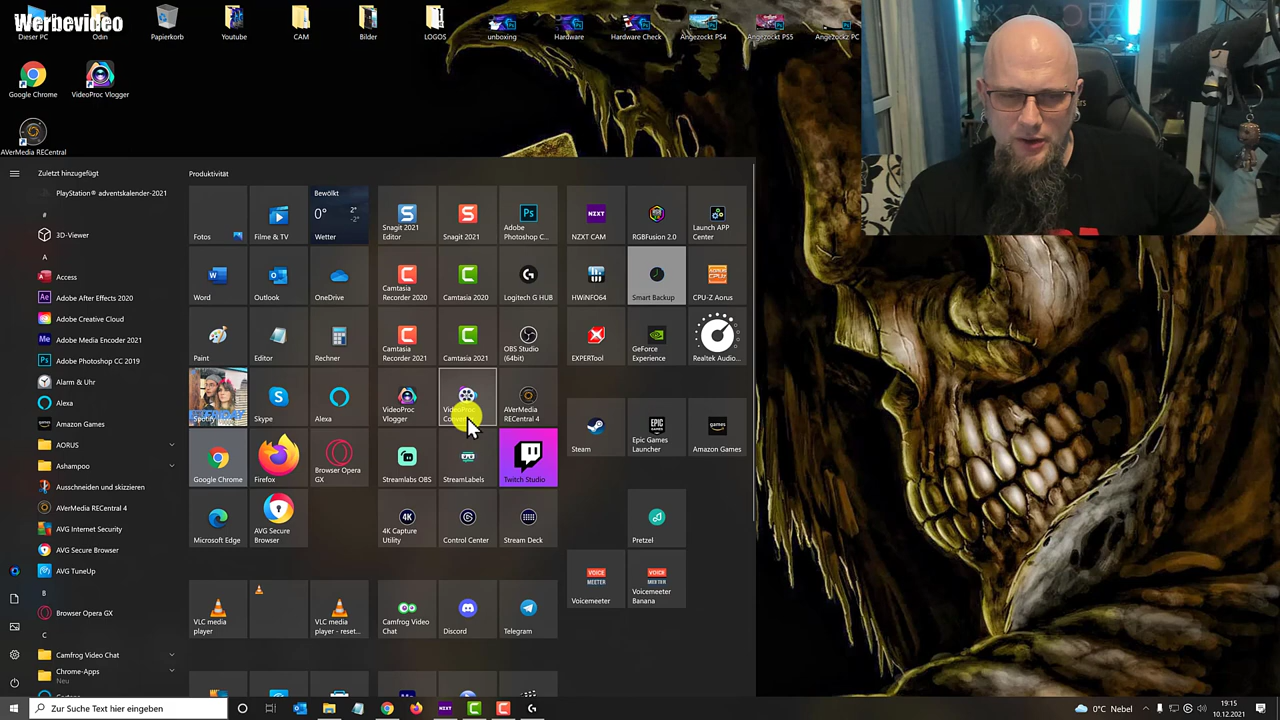 Werbevideo
Dieser PC
Odin
Papierkorb
Youtube
CAM
Bilder
LOGOS
unboxing
Hardware
Hardware Check
Angezockt PS4
Angezockt PS5
Angezockz PC
Google Chrome
VideoProc Vlogger
AVerMedia RECentral
Zuletzt hinzugefügt
PlayStation® adventskalender-2021
#
3D-Viewer
A
Access
Adobe After Effects 2020
Adobe Creative Cloud
Adobe Media Encoder 2021
Adobe Photoshop CC 2019
Alarm & Uhr
Alexa
Amazon Games
AORUS
Ashampoo
Ausschneiden und skizzieren
AVerMedia RECentral 4
AVG Internet Security
AVG Secure Browser
AVG TuneUp
B
Browser Opera GX
C
Camfrog Video Chat
Chrome-Apps
Neu
Produktivität
Fotos
Filme & TV
Bewölkt
0°
2°
-2°
Wetter
Word
Outlook
OneDrive
Paint
Editor
Rechner
Spotify
Skype
Alexa
Google Chrome
Firefox
Browser Opera
GX
Microsoft Edge
AVG Secure
Browser
VLC media
player
VLC media
player - reset...
Snagit 2021
Editor
Snagit 2021
Adobe
Photoshop C...
Camtasia
Recorder 2020
Camtasia 2020
Logitech G HUB
Camtasia
Recorder 2021
Camtasia 2021
OBS Studio
(64bit)
VideoProc
Vlogger
VideoProc
AVerMedia
RECentral 4
Streamlabs OBS
StreamLabels
Twitch Studio
4K Capture
Utility
Control Center
Stream Deck
Camfrog Video
Chat
Discord
Telegram
NZXT
NZXT CAM
RGBFusion 2.0
Launch APP
Center
HWiNFO64
Smart Backup
CPU-Z Aorus
EXPERTool
GeForce
Experience
Realtek Audio...
Steam
Epic Games
Launcher
Amazon Games
Pretzel
VOICE
MEETER
Voicemeeter
Voicemeeter
Banana
Zur Suche Text hier eingeben
NZXT
0°C Nebel
19:15
10.12.2021